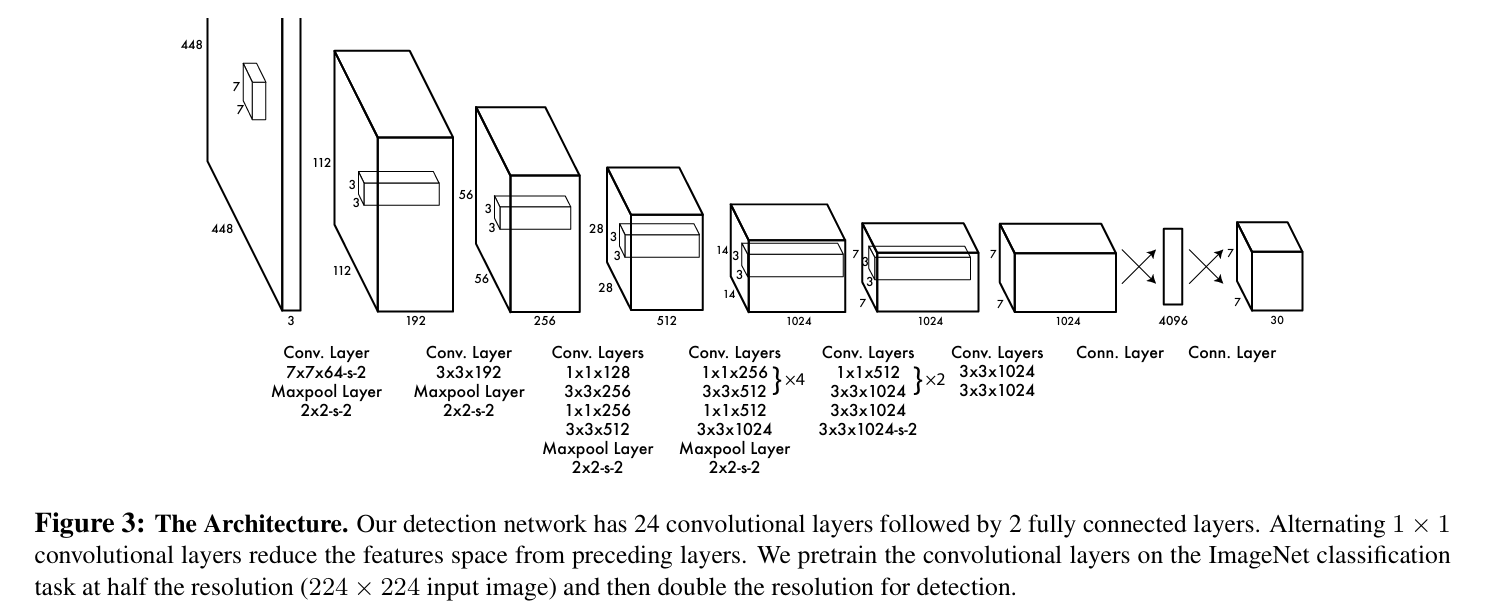 448
7
7
448
3
112
3
3
112
192
56
3
3
56
256
28
3
3
28
512
14
3
3
14
1024
7
3
3
7
1024
7
7
1024
4096
7
7
30
Conv. Layer
7x7x64-s-2
Maxpool Layer
2x2-s-2
Conv. Layer
3x3x192
Maxpool Layer
2x2-s-2
Conv. Layers
1x1x128
3x3x256
1x1x256
3x3x512
Maxpool Layer
2x2-s-2
Conv. Layers
1x1x256
3x3x512
}×4
1x1x512
3x3x1024
Maxpool Layer
2x2-s-2
Conv. Layers
1x1x512
3x3x1024
}×2
3x3x1024
3x3x1024-s-2
Conv. Layers
3x3x1024
3x3x1024
Conn. Layer
Conn. Layer
Figure 3: The Architecture. Our detection network has 24 convolutional layers followed by 2 fully connected layers. Alternating 1 × 1
convolutional layers reduce the features space from preceding layers. We pretrain the convolutional layers on the ImageNet classification
task at half the resolution (224 × 224 input image) and then double the resolution for detection.